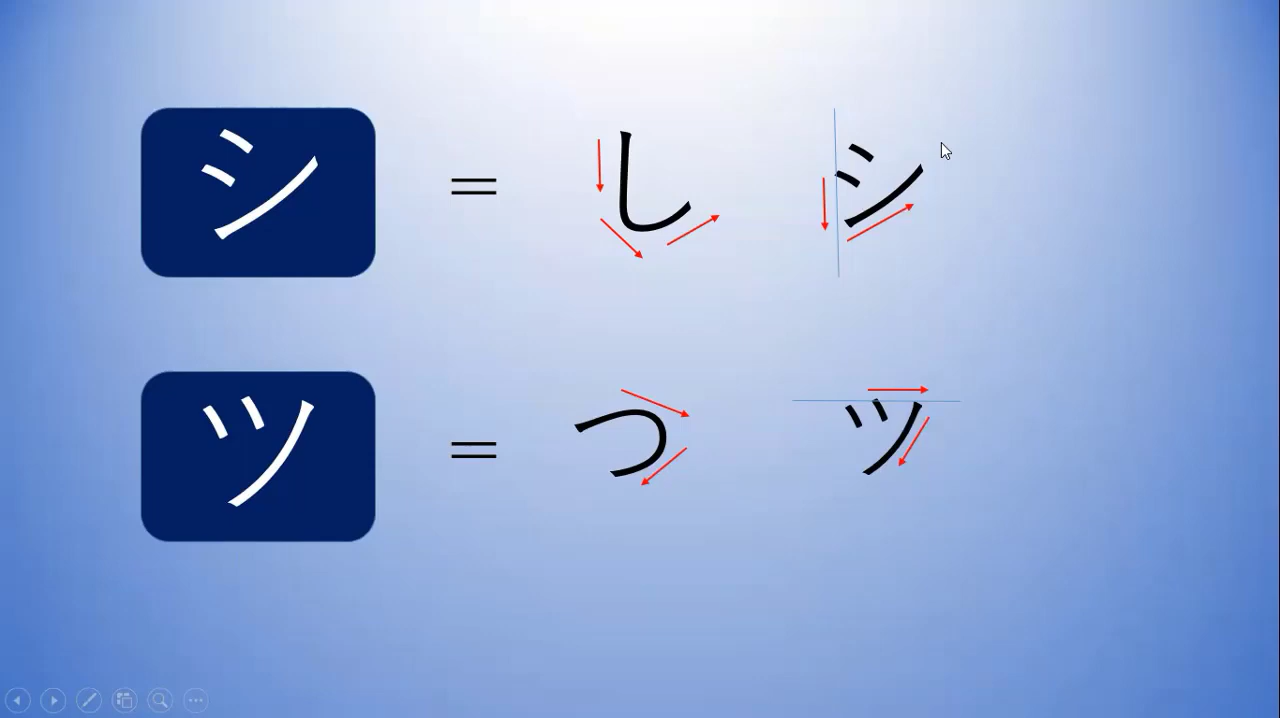 シ = し シ
ツ = つ ツ